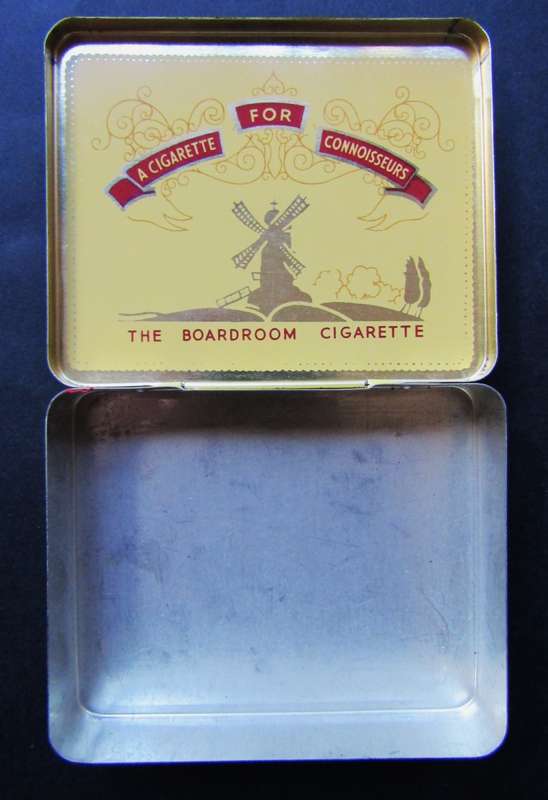 A CIGARETTE FOR CONNOISSEURS
THE BOARDROOM CIGARETTE